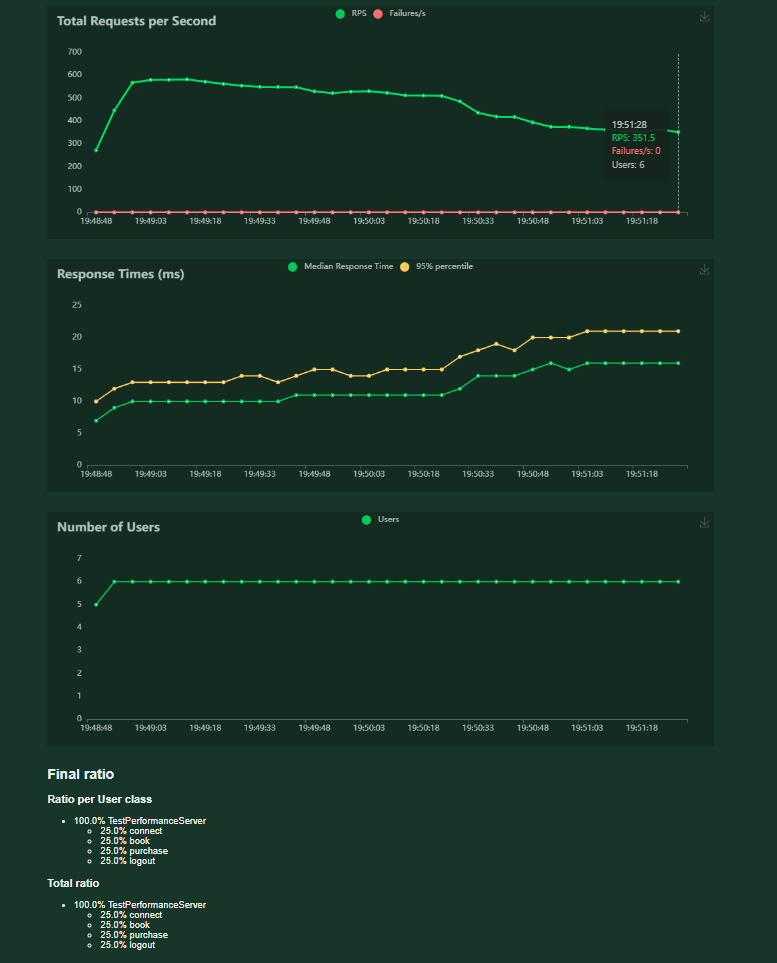 Total Requests per Second
RPS Failures/s
700
600
500
400
300
200
100
0
19:51:28
RPS: 351.5
Failures/s: 0
Users: 6
19:48:48 19:49:03 19:49:18 19:49:33 19:49:48 19:50:03 19:50:18 19:50:33 19:50:48 19:51:03 19:51:18
Response Times (ms)
Median Response Time 95% percentile
25
20
15
10
5
0
19:48:48 19:49:03 19:49:18 19:49:33 19:49:48 19:50:03 19:50:18 19:50:33 19:50:48 19:51:03 19:51:18
Number of Users
Users
7
6
5
4
3
2
1
0
19:48:48 19:49:03 19:49:18 19:49:33 19:49:48 19:50:03 19:50:18 19:50:33 19:50:48 19:51:03 19:51:18
Final ratio
Ratio per User class
100.0% TestPerformanceServer
25.0% connect
25.0% book
25.0% purchase
25.0% logout
Total ratio
100.0% TestPerformanceServer
25.0% connect
25.0% book
25.0% purchase
25.0% logout